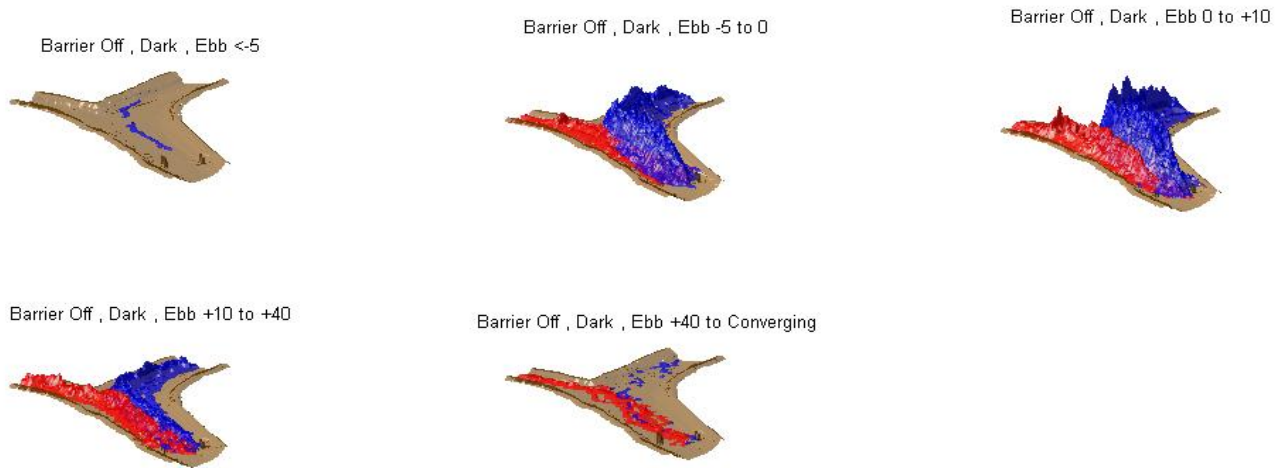 Barrier Off , Dark , Ebb <-5
Barrier Off , Dark , Ebb -5 to 0
Barrier Off , Dark , Ebb 0 to +10
Barrier Off , Dark , Ebb +10 to +40
Barrier Off , Dark , Ebb +40 to Converging